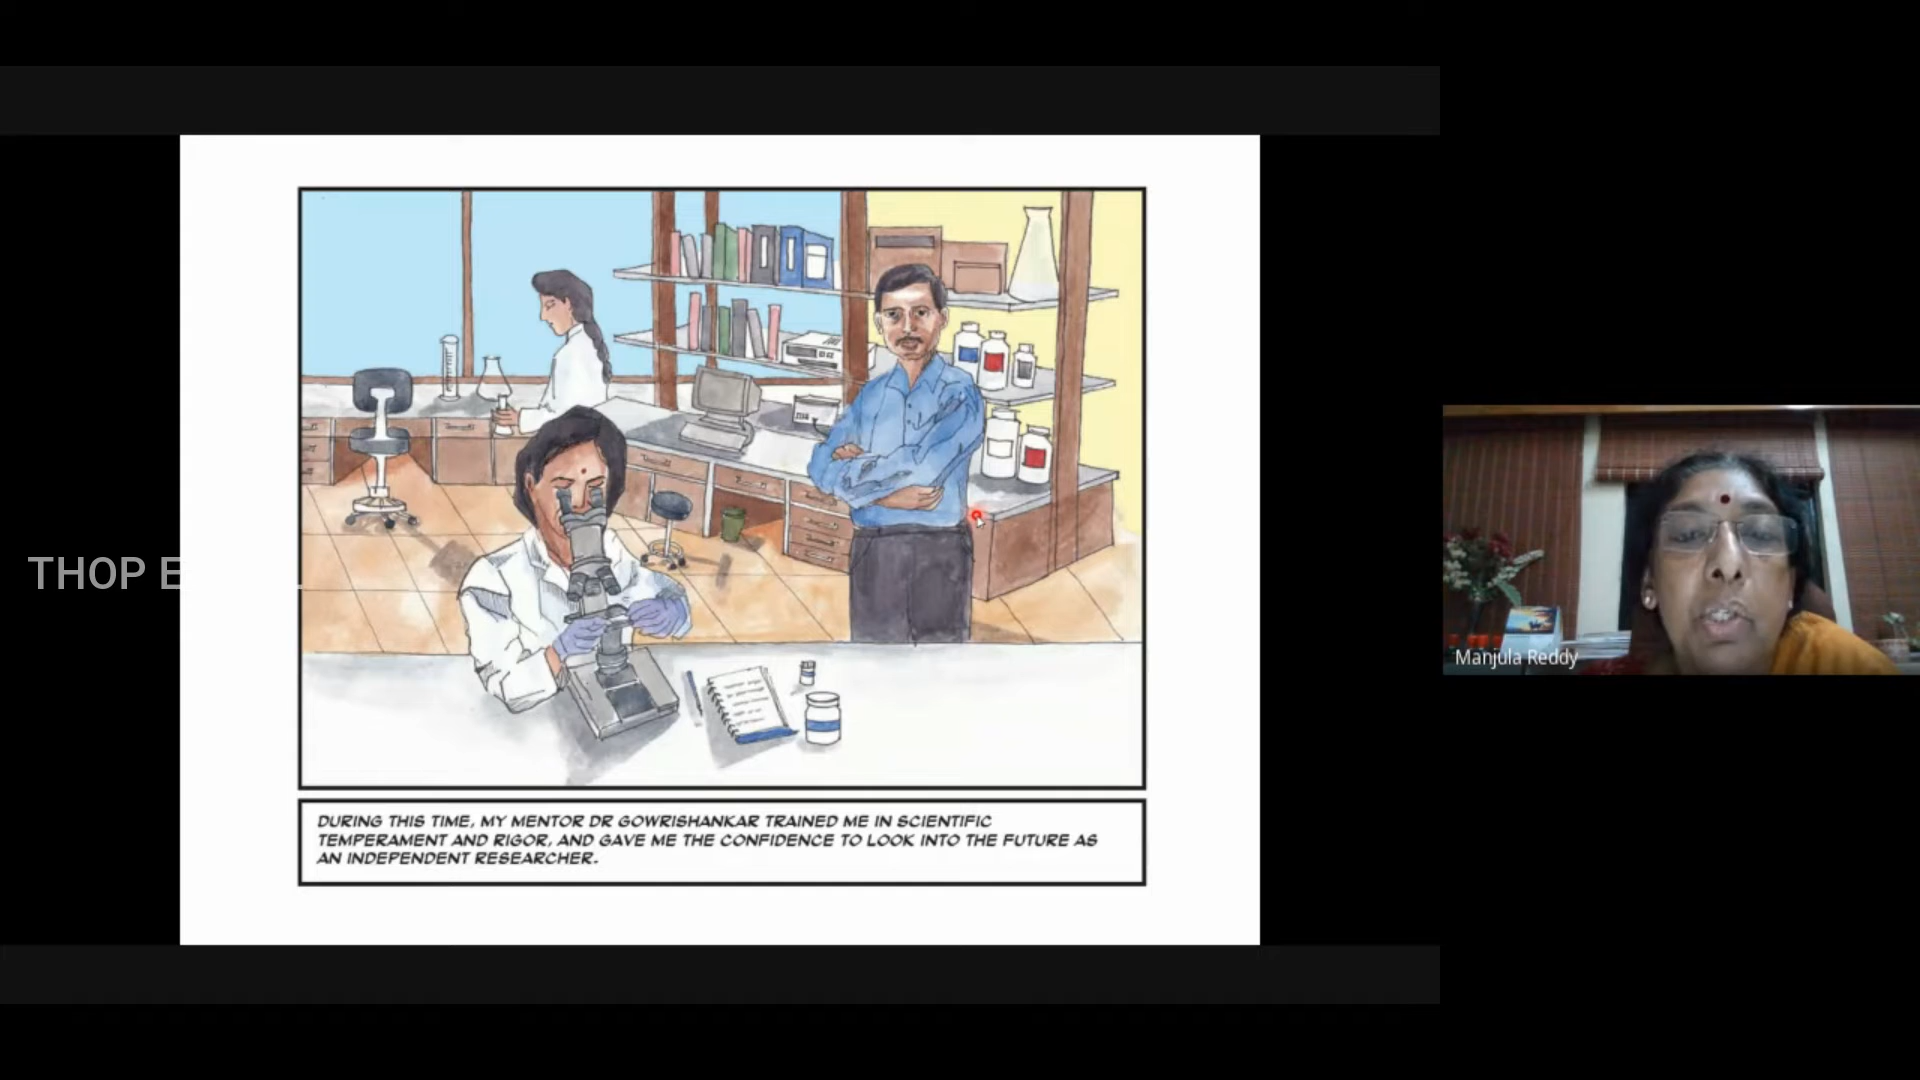 DURING THIS TIME, MY MENTOR DR GOWRISHANKAR TRAINED ME IN SCIENTIFIC
TEMPERAMENT AND RIGOR, AND GAVE ME THE CONFIDENCE TO LOOK INTO THE FUTURE AS
AN INDEPENDENT RESEARCHER.
THOP E
Manjula Reddy